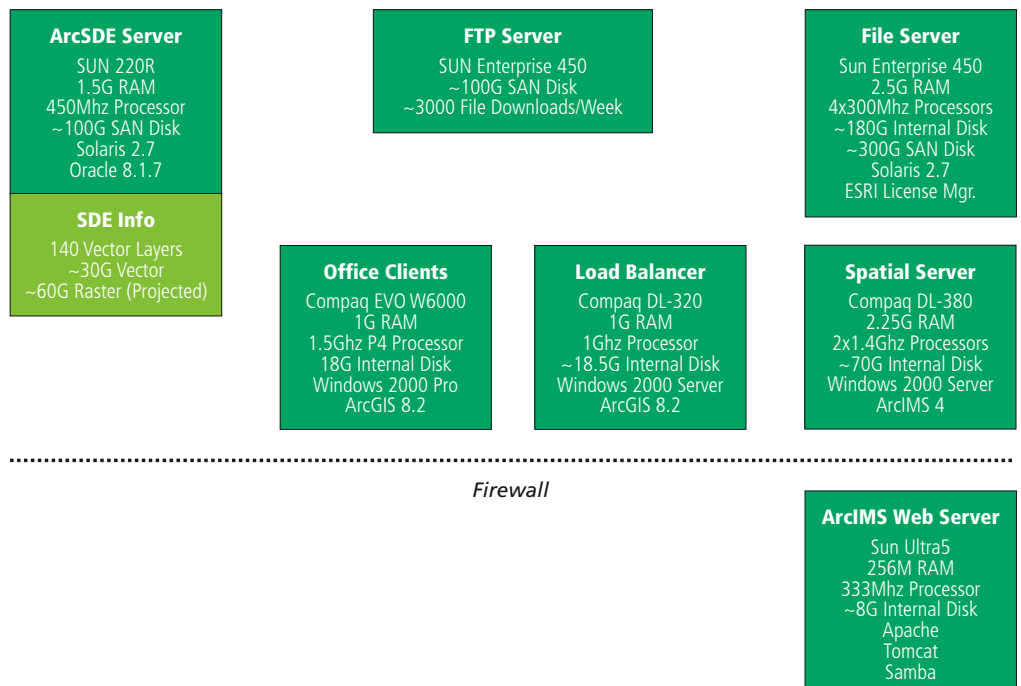 ArcSDE Server
SUN 220R
1.5G RAM
450Mhz Processor
~100G SAN Disk
Solaris 2.7
Oracle 8.1.7
SDE Info
140 Vector Layers
~30G Vector
~60G Raster (Projected)
FTP Server
SUN Enterprise 450
~100G SAN Disk
~3000 File Downloads/Week
File Server
Sun Enterprise 450
2.5G RAM
4x300Mhz Processors
~180G Internal Disk
~300G SAN Disk
Solaris 2.7
ESRI License Mgr.
Office Clients
Compaq EVO W6000
1G RAM
1.5Ghz P4 Processor
18G Internal Disk
Windows 2000 Pro
ArcGIS 8.2
Load Balancer
Compaq DL-320
1G RAM
1Ghz Processor
~18.5G Internal Disk
Windows 2000 Server
ArcGIS 8.2
Spatial Server
Compaq DL-380
2.25G RAM
2x1.4Ghz Processors
~70G Internal Disk
Windows 2000 Server
ArcIMS 4
Firewall
ArcIMS Web Server
Sun Ultra5
256M RAM
333Mhz Processor
~8G Internal Disk
Apache
Tomcat
Samba